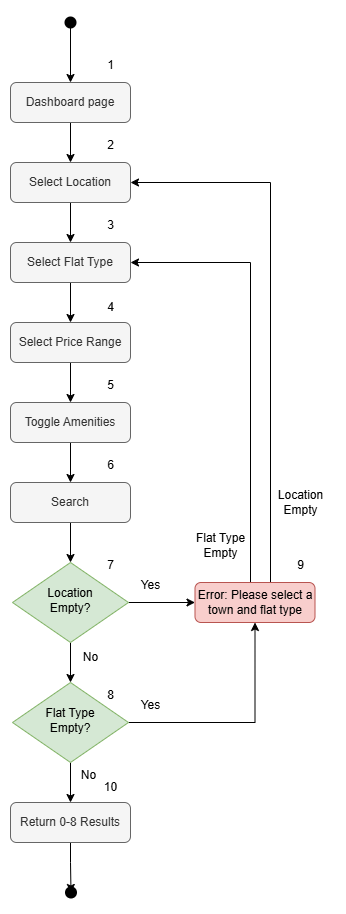 1
Dashboard page
2
Select Location
3
Select Flat Type
4
Select Price Range
5
Toggle Amenities
6
Search
Location
Empty
Flat Type
Empty
7
9
Location
Empty?
Yes
Error: Please select a
town and flat type
No
8
Flat Type
Empty?
Yes
No
10
Return 0-8 Results